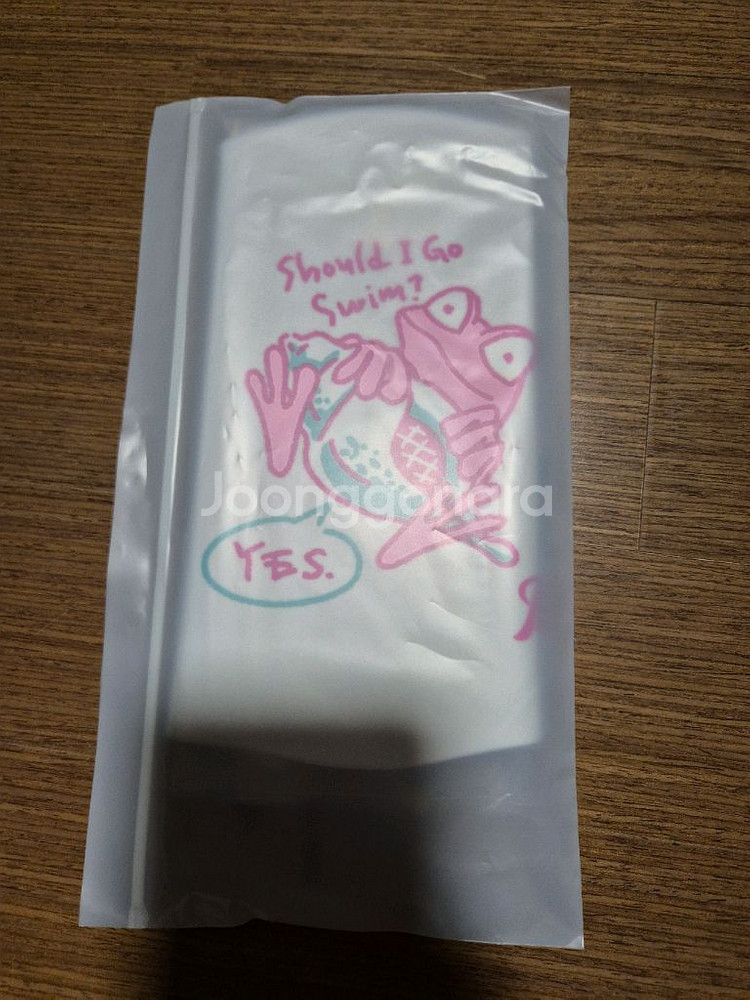 Should I Go
Swim?
Joonggonara
YES.